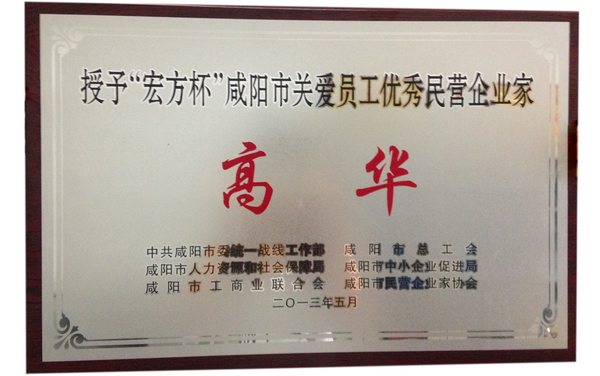 授予“宏方杯”咸阳市关爱员工优秀民营企业家
高 华
中共咸阳市委统一战线工作部 咸阳市总工会
咸阳市人力资源和社会保障局 咸阳市中小企业促进局
咸阳市工商业联合会 咸阳市民营企业家协会
二〇一三年五月